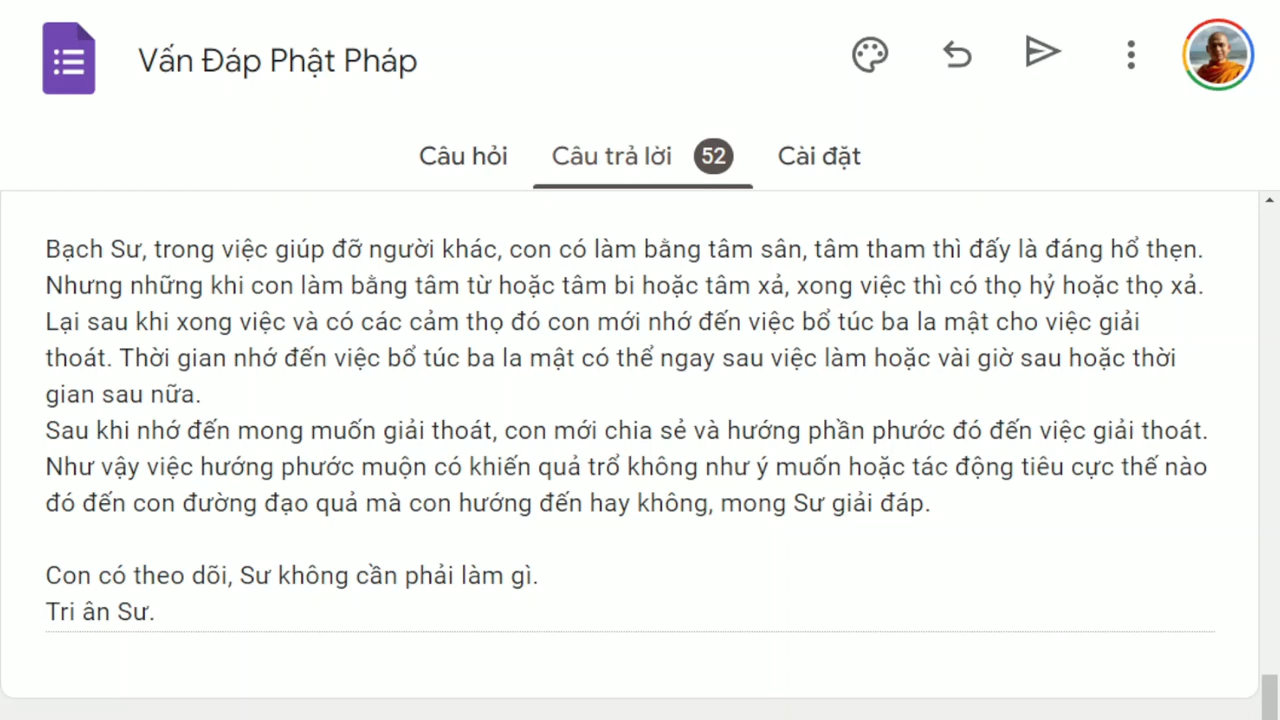 Vấn Đáp Phật Pháp
Câu hỏi
Câu trả lời
52
Cài đặt
Bạch Sư, trong việc giúp đỡ người khác, con có làm bằng tâm sân, tâm tham thì đấy là đáng hổ thẹn.
Nhưng những khi con làm bằng tâm từ hoặc tâm bi hoặc tâm xả, xong việc thì có thọ hỷ hoặc thọ xả.
Lại sau khi xong việc và có các cảm thọ đó con mới nhớ đến việc bổ túc ba la mật cho việc giải
thoát. Thời gian nhớ đến việc bổ túc ba la mật có thể ngay sau việc làm hoặc vài giờ sau hoặc thời
gian sau nữa.
Sau khi nhớ đến mong muốn giải thoát, con mới chia sẻ và hướng phần phước đó đến việc giải thoát.
Như vậy việc hướng phước muộn có khiến quả trổ không như ý muốn hoặc tác động tiêu cực thế nào
đó đến con đường đạo quả mà con hướng đến hay không, mong Sư giải đáp.
Con có theo dõi, Sư không cần phải làm gì.
Tri ân Sư.